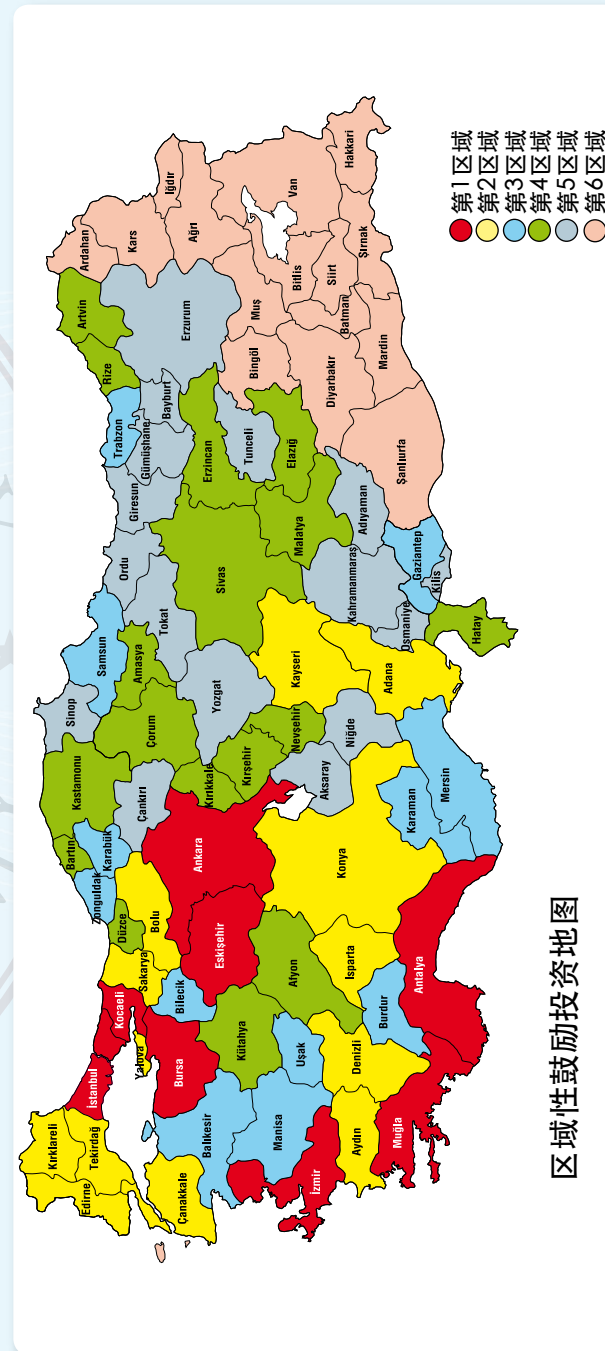 区域性鼓励投资地图
第1区域
第2区域
第3区域
第4区域
第5区域
第6区域
Kırklareli
Edirne
Tekirdağ
İstanbul
Kocaeli
Yalova
Sakarya
Düzce
Bolu
Zonguldak
Bartın
Karabük
Kastamonu
Çankırı
Sinop
Samsun
Amasya
Çorum
Ordu
Tokat
Giresun
Gümüşhane
Trabzon
Bayburt
Rize
Artvin
Ardahan
Kars
Iğdır
Ağrı
Erzurum
Erzincan
Tunceli
Elazığ
Bingöl
Muş
Bitlis
Van
Hakkari
Şırnak
Siirt
Batman
Mardin
Diyarbakır
Şanlıurfa
Adıyaman
Malatya
Sivas
Yozgat
Kayseri
Kahramanmaraş
Gaziantep
Kilis
Osmaniye
Hatay
Adana
Niğde
Nevşehir
Kırşehir
Kırıkkale
Aksaray
Ankara
Konya
Karaman
Mersin
Antalya
Isparta
Burdur
Afyon
Eskişehir
Bilecik
Bursa
Kütahya
Uşak
Denizli
Muğla
Aydın
İzmir
Manisa
Balıkesir
Çanakkale